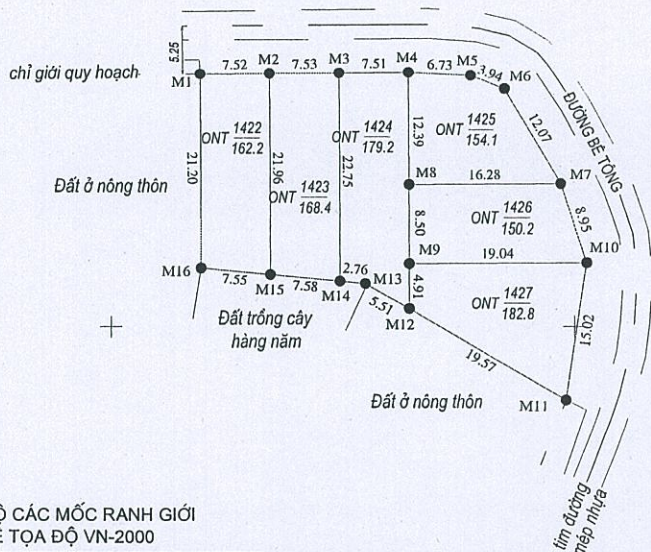 5.25
chỉ giới quy hoạch
M1
7.52
M2
7.53
M3
7.51
M4
6.73
M5
3.94
M6
ĐƯỜNG BÊ TÔNG
ONT 1422
162.2
ONT 1423
168.4
ONT 1424
179.2
ONT 1425
154.1
12.39
12.07
Đất ở nông thôn
21.20
21.96
22.75
M8
16.28
M7
ONT 1426
150.2
8.50
8.95
M9
19.04
M10
M16
7.55
M15
7.58
M14
2.76
M13
4.91
ONT 1427
182.8
5.51
M12
15.02
Đất trồng cây
hàng năm
19.57
Đất ở nông thôn
M11
Ộ CÁC MỐC RANH GIỚI
Ệ TỌA ĐỘ VN-2000
tim đường
mép nhựa